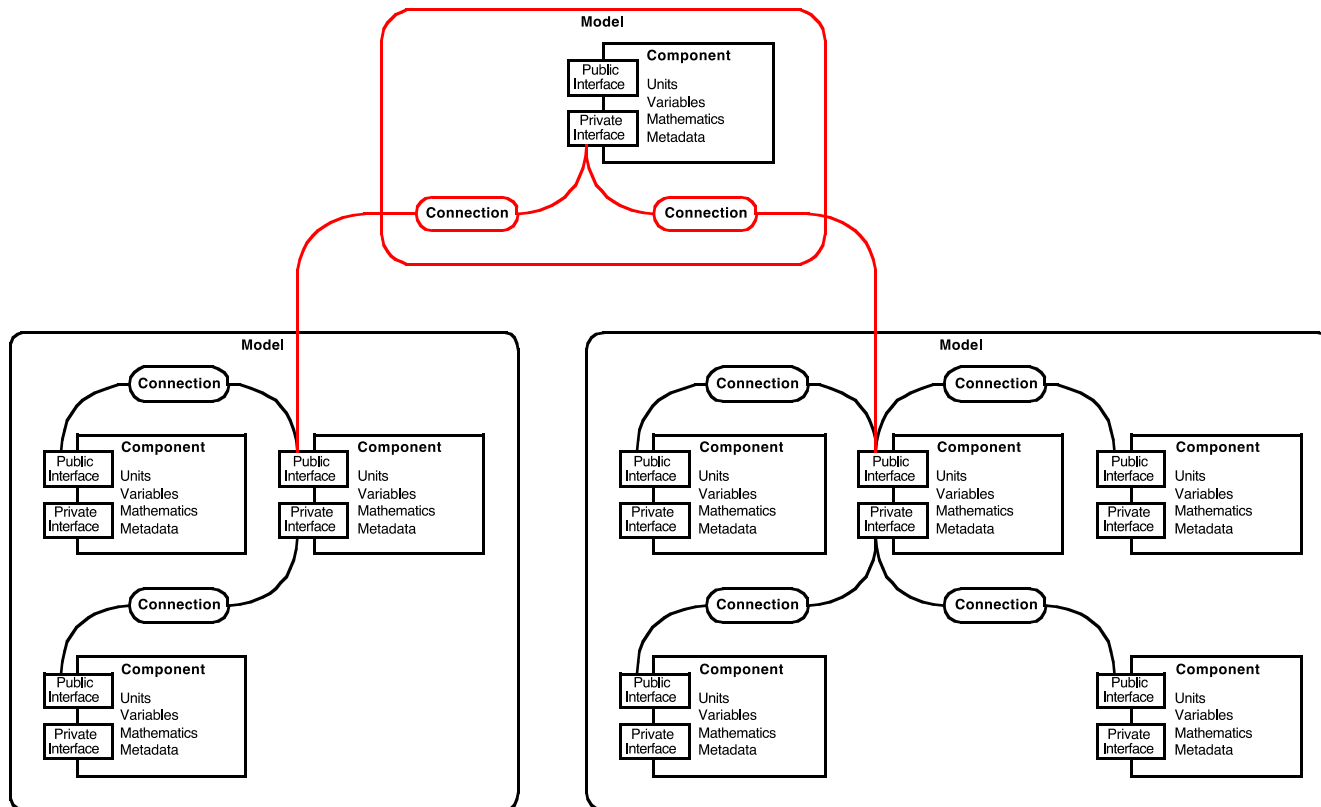 Model
Component
Public
Interface
Units
Variables
Private
Interface
Mathematics
Metadata
Connection
Connection
Model
Connection
Component
Public
Interface
Units
Variables
Private
Interface
Mathematics
Metadata
Component
Public
Interface
Units
Variables
Private
Interface
Mathematics
Metadata
Connection
Component
Public
Interface
Units
Variables
Private
Interface
Mathematics
Metadata
Model
Connection
Connection
Component
Public
Interface
Units
Variables
Private
Interface
Mathematics
Metadata
Component
Public
Interface
Units
Variables
Private
Interface
Mathematics
Metadata
Component
Public
Interface
Units
Variables
Private
Interface
Mathematics
Metadata
Connection
Connection
Component
Public
Interface
Units
Variables
Private
Interface
Mathematics
Metadata
Component
Public
Interface
Units
Variables
Private
Interface
Mathematics
Metadata